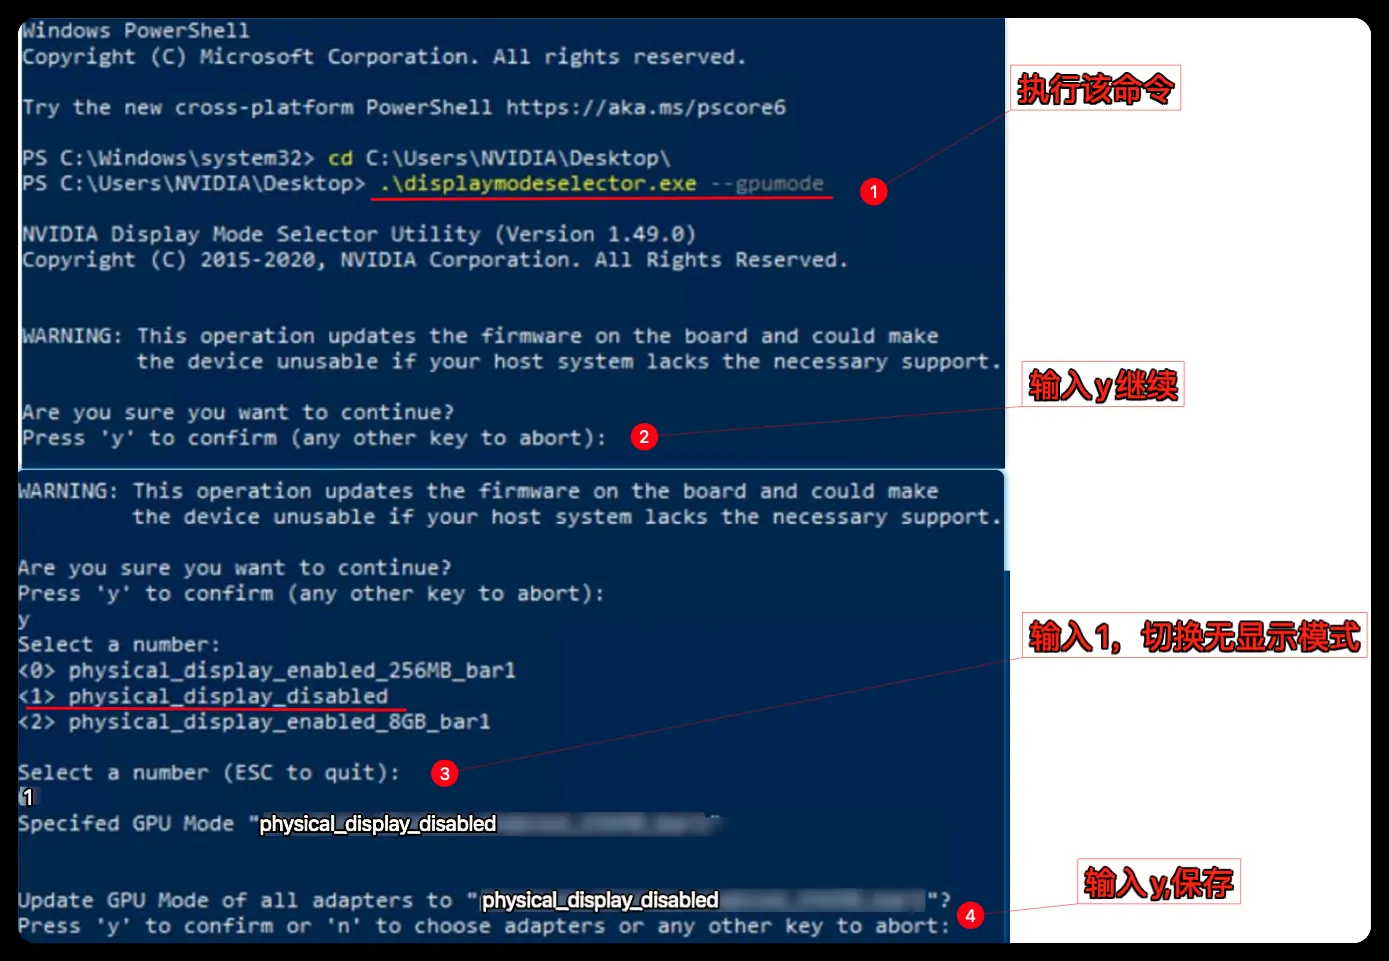 Windows PowerShell
Copyright (C) Microsoft Corporation. All rights reserved.
Try the new cross-platform PowerShell https://aka.ms/pscore6
执行该命令
PS C:\Windows\system32> cd C:\Users\NVIDIA\Desktop\
PS C:\Users\NVIDIA\Desktop> .\displaymodeselector.exe --gpumode
1
NVIDIA Display Mode Selector Utility (Version 1.49.0)
Copyright (C) 2015-2020, NVIDIA Corporation. All Rights Reserved.
WARNING: This operation updates the firmware on the board and could make
the device unusable if your host system lacks the necessary support.
输入y继续
Are you sure you want to continue?
Press 'y' to confirm (any other key to abort):
2
WARNING: This operation updates the firmware on the board and could make
the device unusable if your host system lacks the necessary support.
Are you sure you want to continue?
Press 'y' to confirm (any other key to abort):
y
Select a number:
输入1，切换无显示模式
<0> physical_display_enabled_256MB_bar1
<1> physical_display_disabled
<2> physical_display_enabled_8GB_bar1
Select a number (ESC to quit):
3
1
Specifed GPU Mode "physical_display_disabled"
输入y,保存
Update GPU Mode of all adapters to "physical_display_disabled"?
Press 'y' to confirm or 'n' to choose adapters or any other key to abort:
4